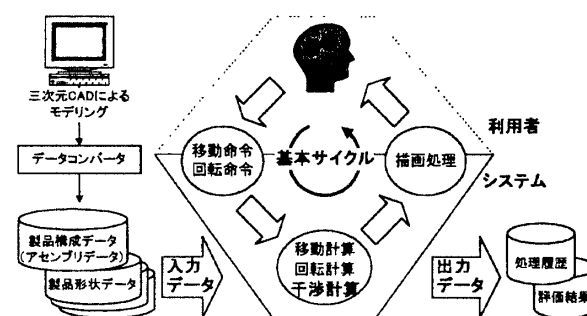 三次元CADによる
モデリング
データコンバータ
製品構成データ
(アセンブリデータ)
製品形状データ
入力
データ
移動命令
回転命令
基本サイクル
描画処理
移動計算
回転計算
干渉計算
利用者
システム
出力
データ
処理履歴
評価結果